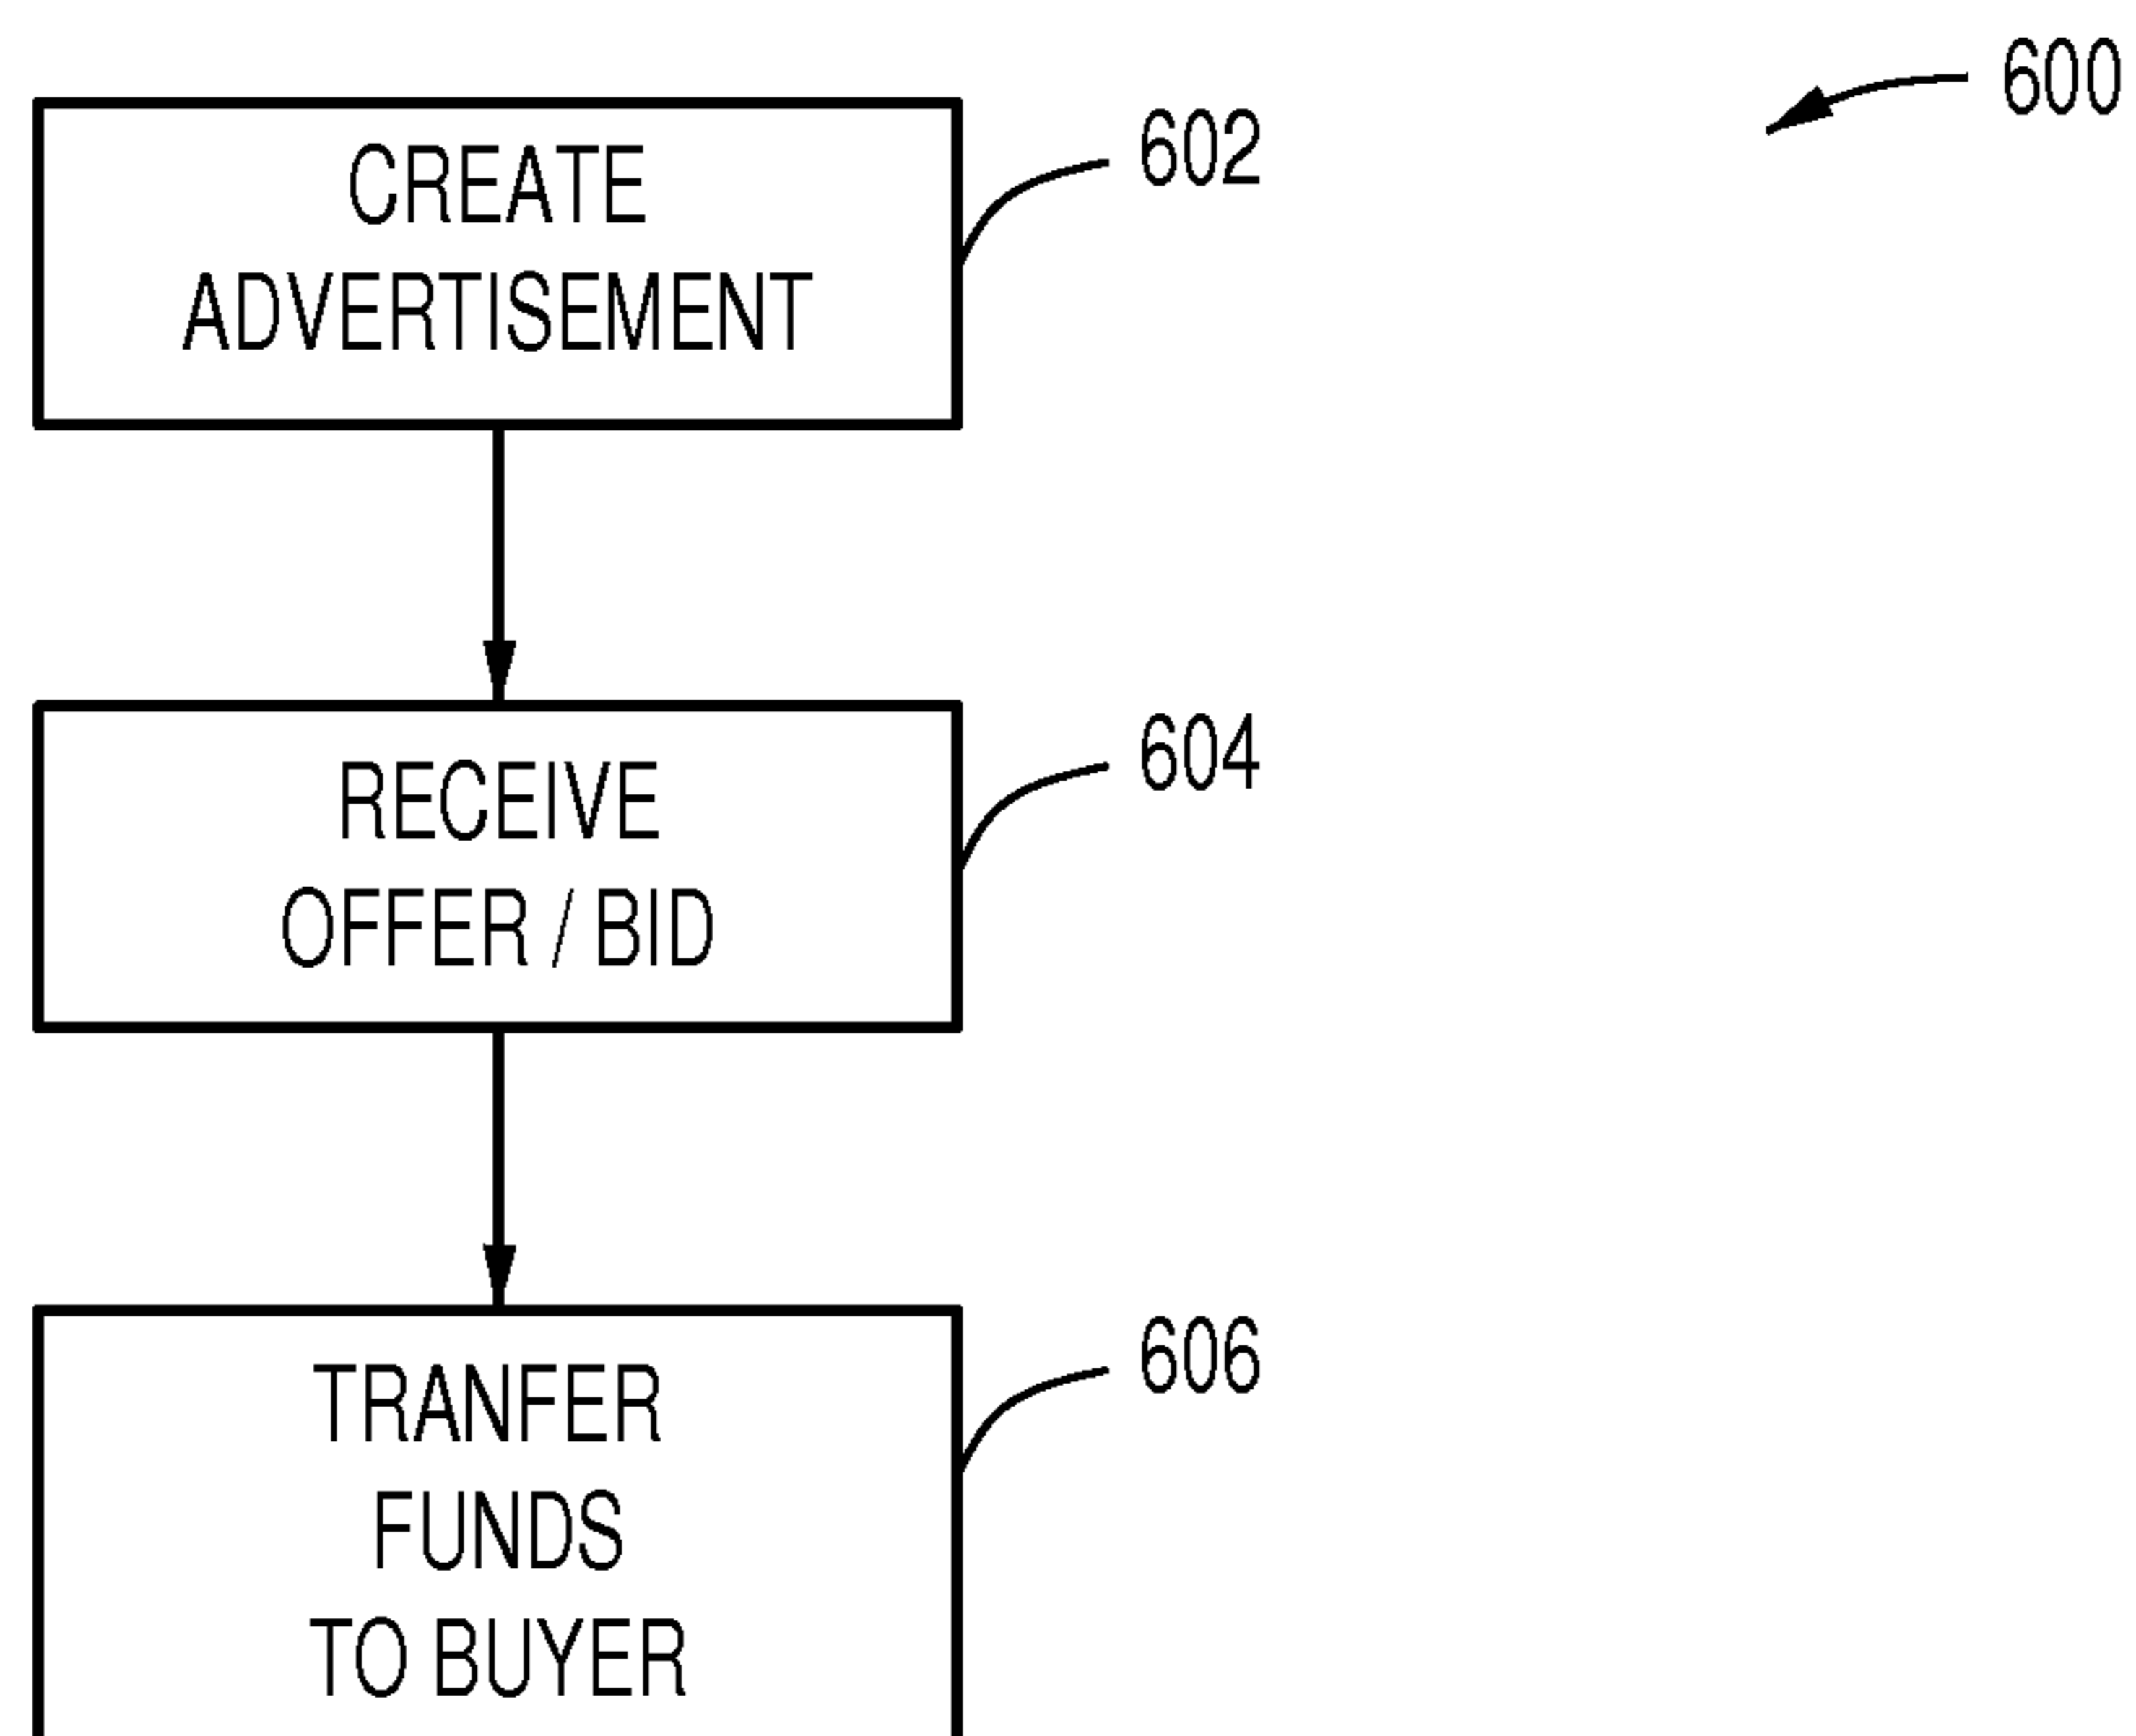 600
CREATE
ADVERTISEMENT
602
RECEIVE
OFFER / BID
604
TRANFER
FUNDS
TO BUYER
606